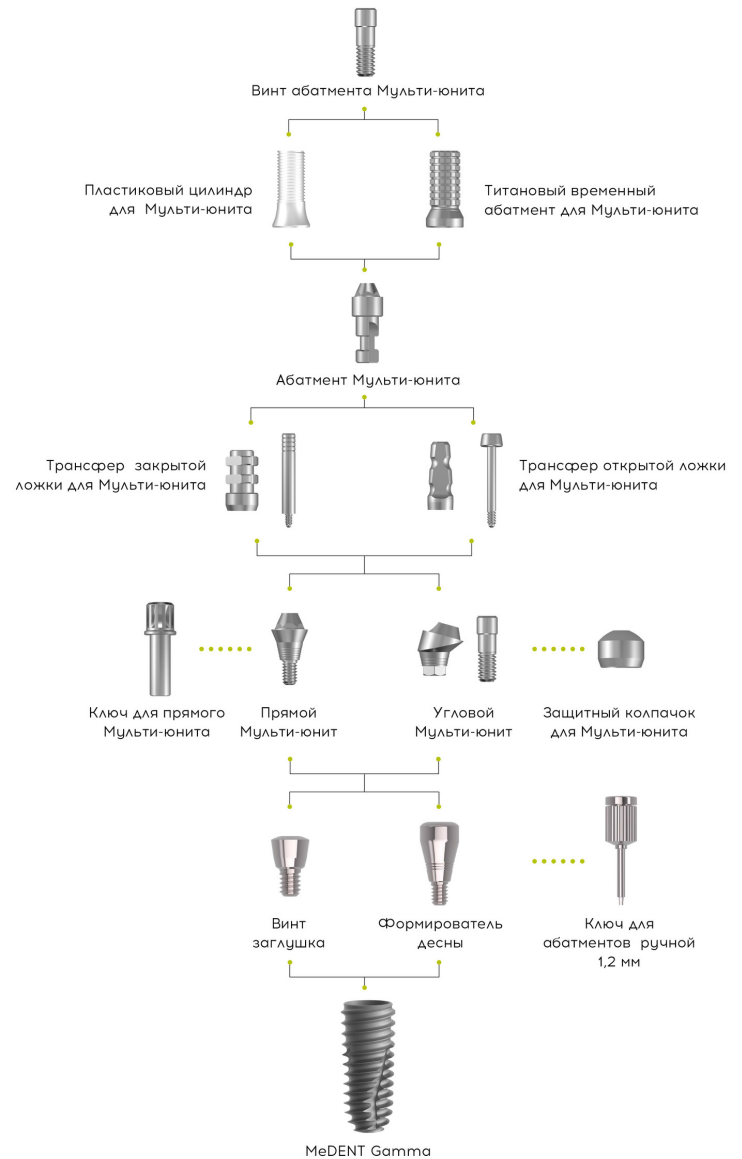 Винт абатмента Мульти-юнита
Пластиковый цилиндр
для Мульти-юнита
Титановый временный
абатмент для Мульти-юнита
Абатмент Мульти-юнита
Трансфер закрытой
ложки для Мульти-юнита
Трансфер открытой ложки
для Мульти-юнита
Ключ для прямого
Мульти-юнита
Прямой
Мульти-юнит
Угловой
Мульти-юнит
Защитный колпачок
для Мульти-юнита
Винт
заглушка
Формирователь
десны
Ключ для
абатментов ручной
1,2 мм
MeDENT Gamma